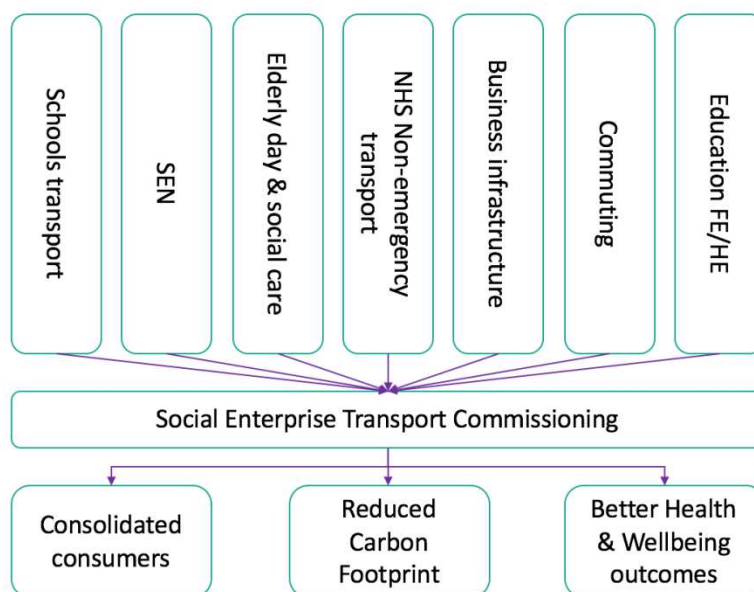 Schools transport
SEN
Elderly day & social care
NHS Non-emergency
transport
Business infrastructure
Commuting
Education FE/HE
Social Enterprise Transport Commissioning
Consolidated
consumers
Reduced
Carbon
Footprint
Better Health
& Wellbeing
outcomes